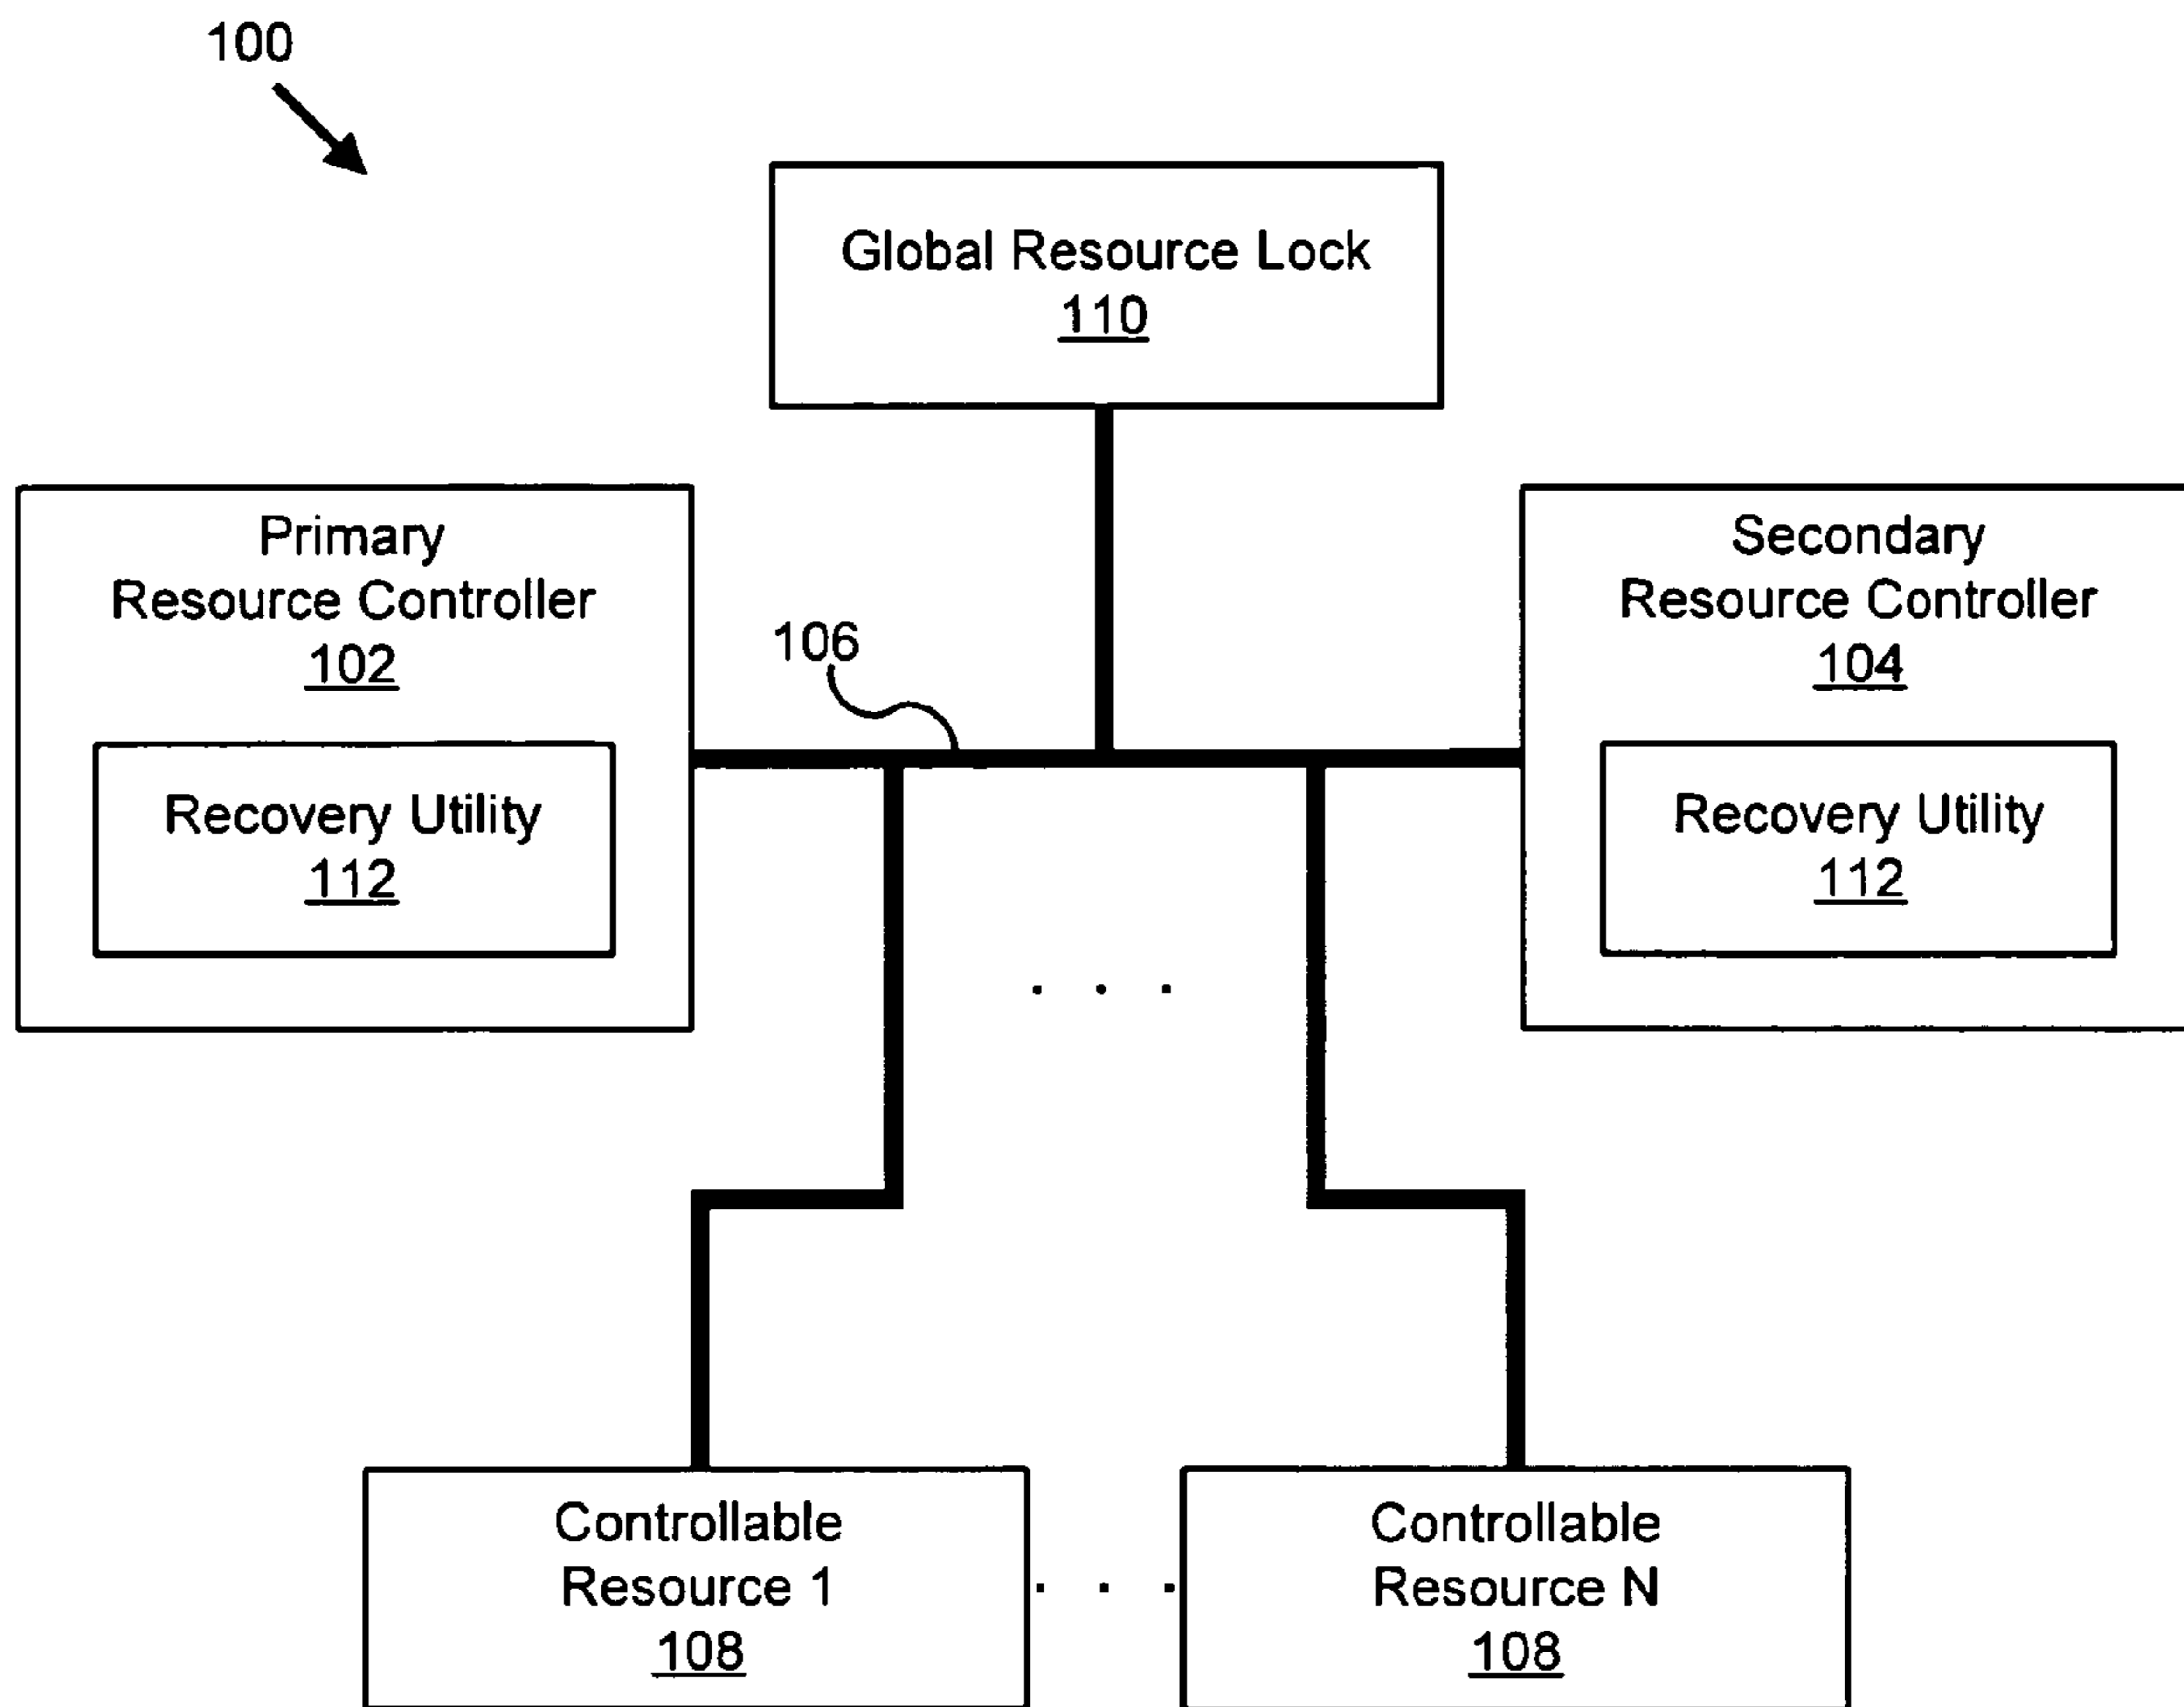 100
Global Resource Lock
110
Primary
Resource Controller
102
Recovery Utility
112
106
Secondary
Resource Controller
104
Recovery Utility
112
. . .
Controllable
Resource 1
108
. . .
Controllable
Resource N
108